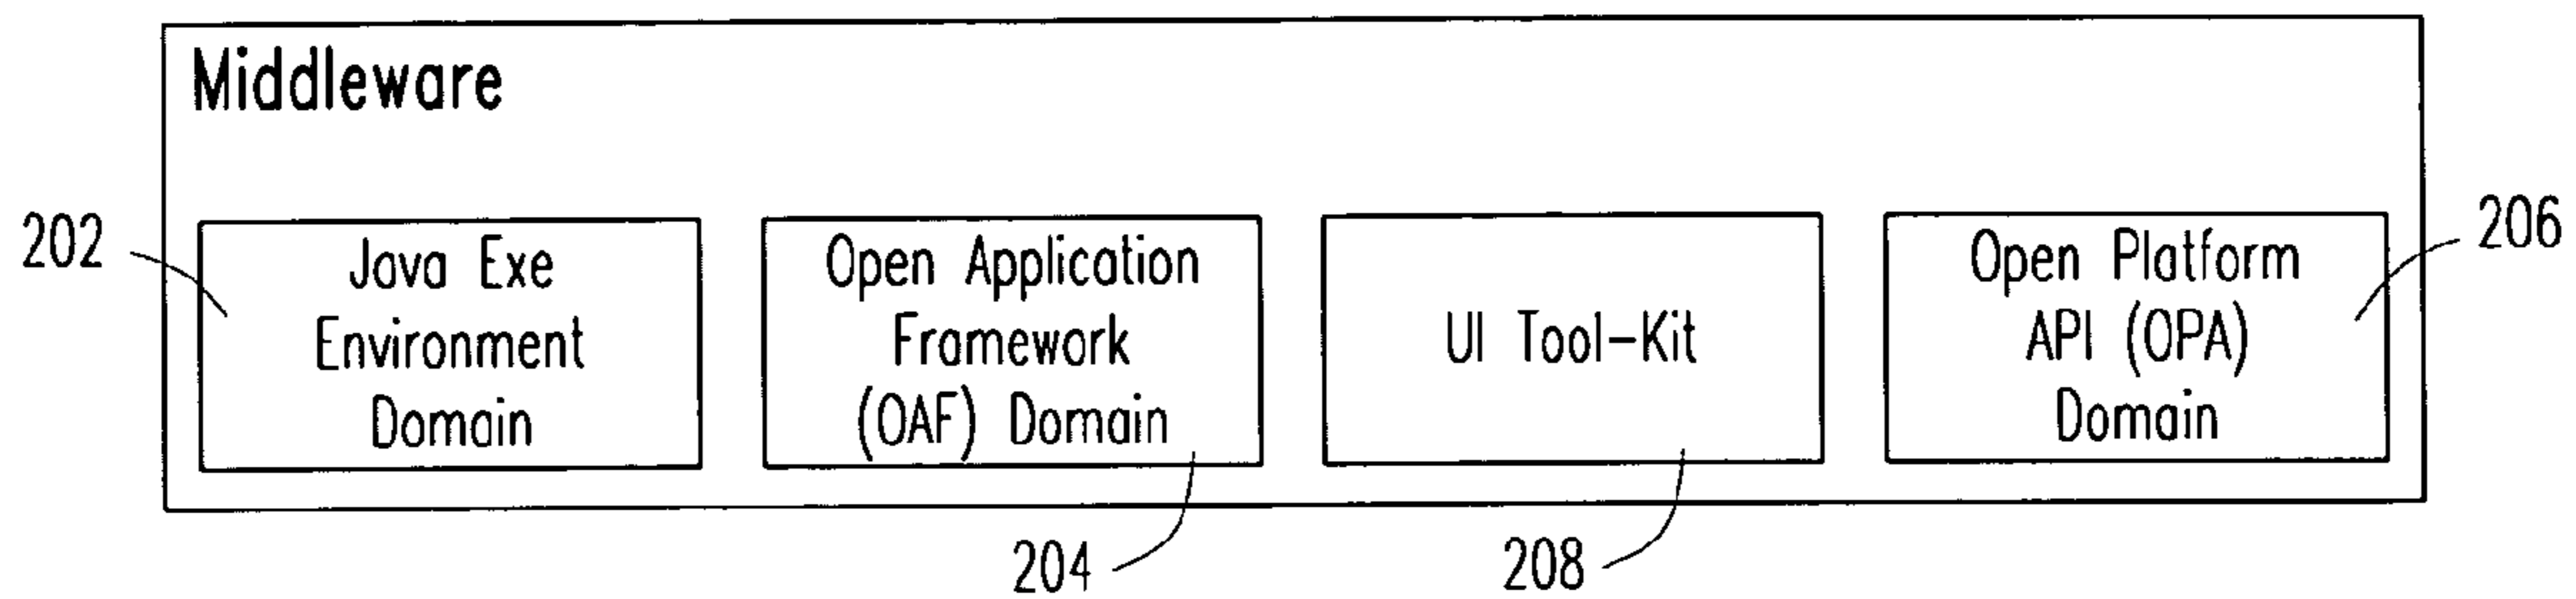 Middleware
202
Java Exe
Environment
Domain
Open Application
Framework
(OAF) Domain
UI Tool-Kit
Open Platform
API (OPA)
Domain
206
204
208